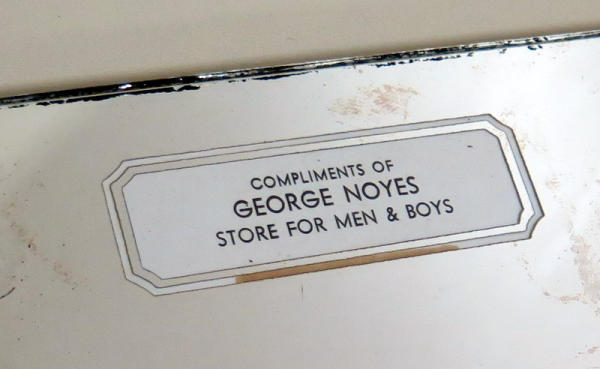 COMPLIMENTS OF
GEORGE NOYES
STORE FOR MEN & BOYS